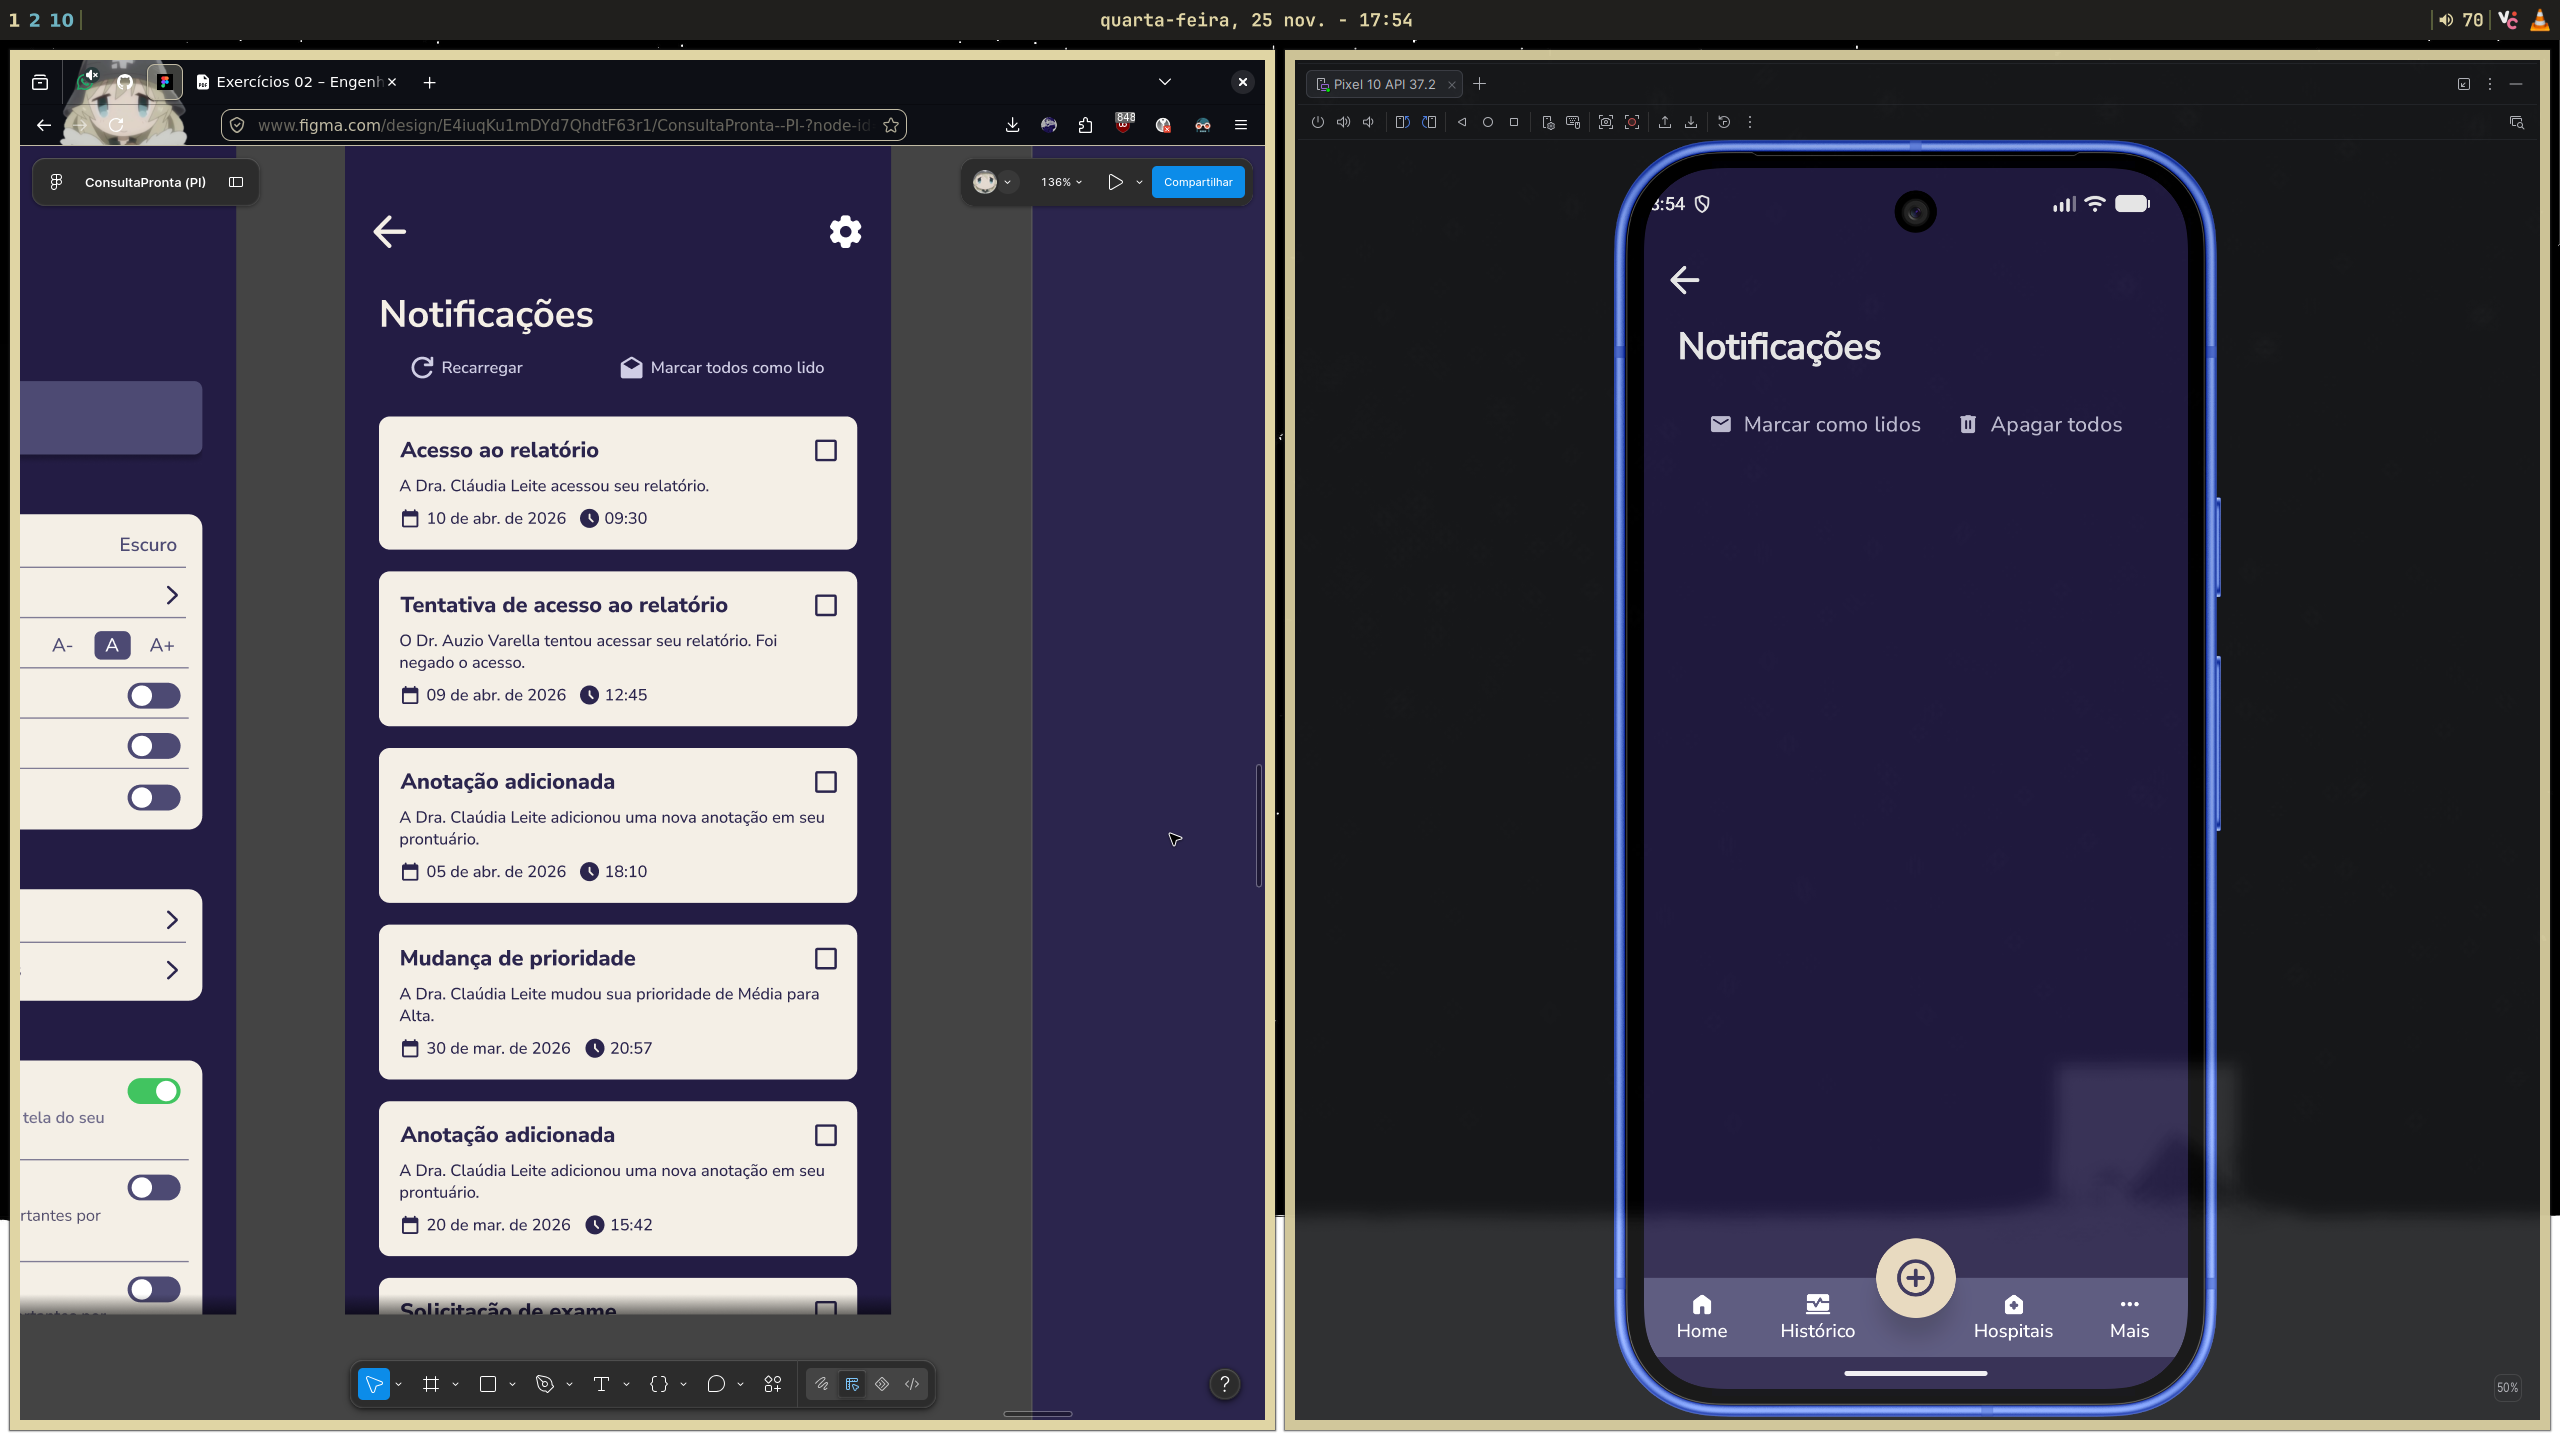 1 2 10
quarta-feira, 25 nov. - 17:54
70
Exercícios 02 – Engenh
www.figma.com/design/E4iuqKu1mDYd7QhdtF63r1/ConsultaPronta--PI-?node-id
848
ConsultaPronta (PI)
136%
Compartilhar
Notificações
Recarregar
Marcar todos como lido
Acesso ao relatório
A Dra. Cláudia Leite acessou seu relatório.
10 de abr. de 2026 09:30
Tentativa de acesso ao relatório
O Dr. Auzio Varella tentou acessar seu relatório. Foi
negado o acesso.
09 de abr. de 2026 12:45
Anotação adicionada
A Dra. Claúdia Leite adicionou uma nova anotação em seu
prontuário.
05 de abr. de 2026 18:10
Mudança de prioridade
A Dra. Claúdia Leite mudou sua prioridade de Média para
Alta.
30 de mar. de 2026 20:57
Anotação adicionada
A Dra. Claúdia Leite adicionou uma nova anotação em seu
prontuário.
20 de mar. de 2026 15:42
Solicitação de exame
Escuro
A- A A+
tela do seu
rtantes por
?
Pixel 10 API 37.2
:54
Notificações
Marcar como lidos
Apagar todos
Home
Histórico
Hospitais
Mais
50%